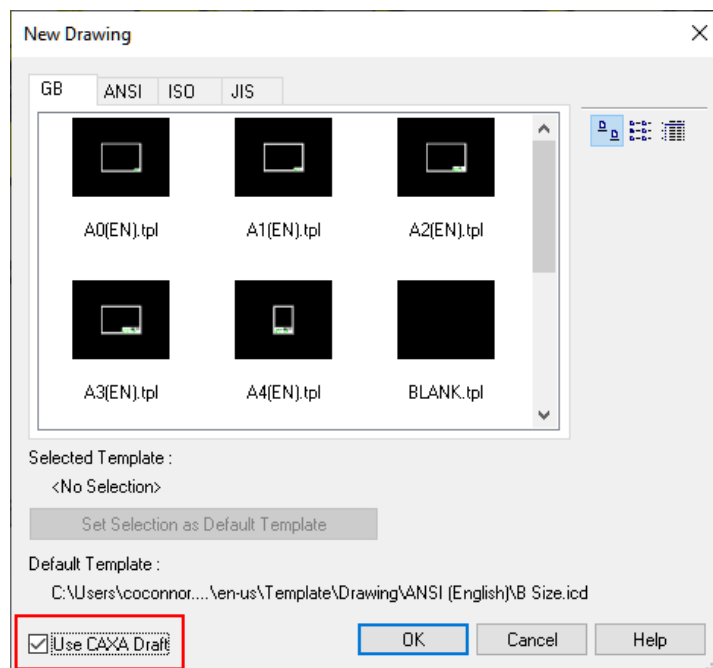 New Drawing
GB ANSI ISO JIS
A0(EN).tpl A1(EN).tpl A2(EN).tpl
A3(EN).tpl A4(EN).tpl BLANK.tpl
Selected Template :
<No Selection>
Set Selection as Default Template
Default Template :
C:\Users\coconnor....\en-us\Template\Drawing\ANSI (English)\B Size.icd
Use CAXA Draft OK Cancel Help